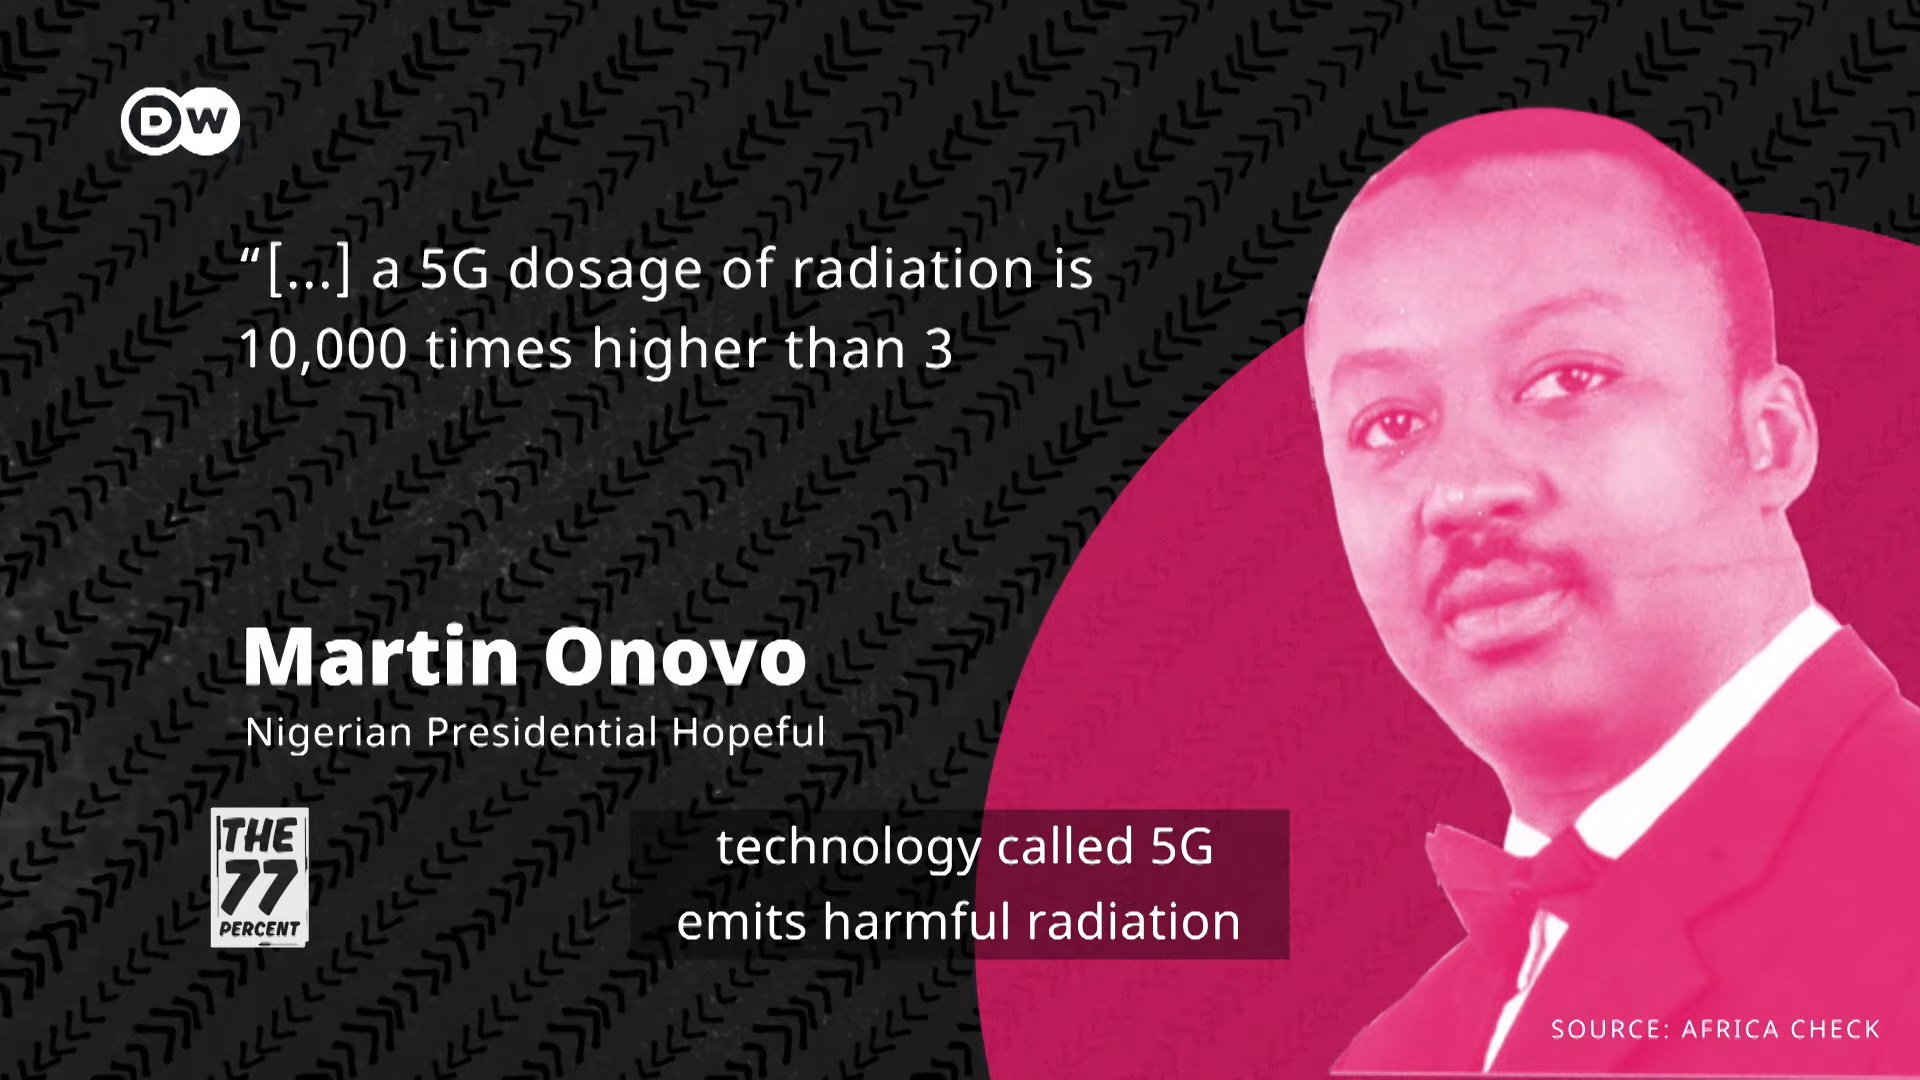 DW
“[...] a 5G dosage of radiation is
10,000 times higher than 3
Martin Onovo
Nigerian Presidential Hopeful
THE
77
PERCENT
technology called 5G
emits harmful radiation
SOURCE: AFRICA CHECK